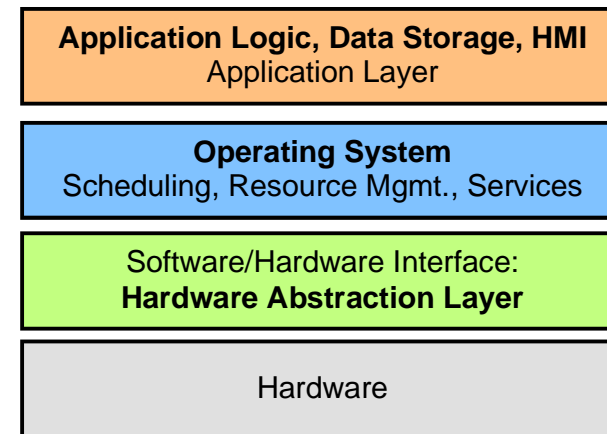 Application Logic, Data Storage, HMI
Application Layer
Operating System
Scheduling, Resource Mgmt., Services
Software/Hardware Interface:
Hardware Abstraction Layer
Hardware